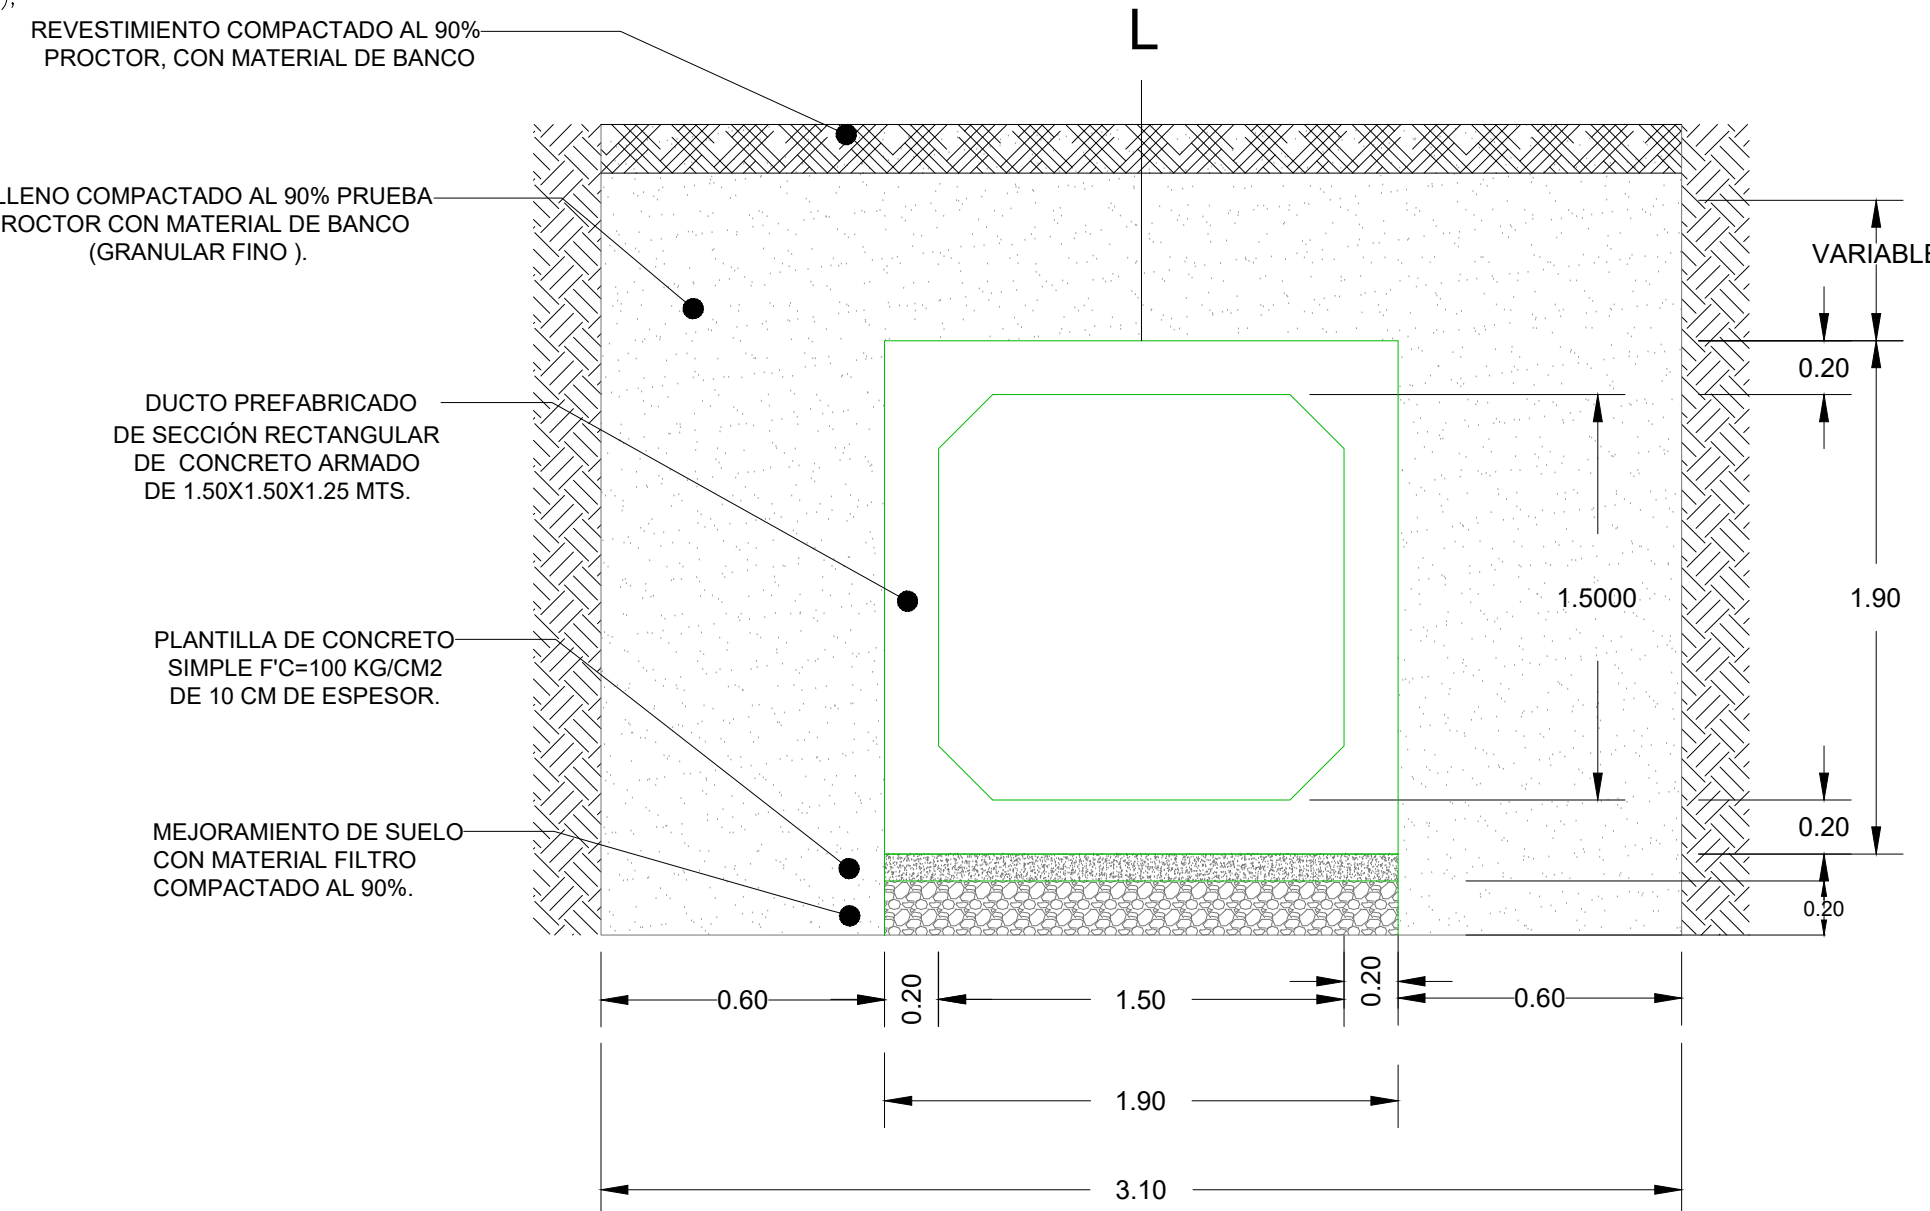 ),
REVESTIMIENTO COMPACTADO AL 90%
PROCTOR, CON MATERIAL DE BANCO
L
LLENO COMPACTADO AL 90% PRUEBA
ROCTOR CON MATERIAL DE BANCO
(GRANULAR FINO ).
VARIABLE
0.20
DUCTO PREFABRICADO
DE SECCIÓN RECTANGULAR
DE CONCRETO ARMADO
DE 1.50X1.50X1.25 MTS.
1.5000
1.90
PLANTILLA DE CONCRETO
SIMPLE F'C=100 KG/CM2
DE 10 CM DE ESPESOR.
0.20
MEJORAMIENTO DE SUELO
CON MATERIAL FILTRO
COMPACTADO AL 90%.
0.20
0.60
0.20
1.50
0.20
0.60
1.90
3.10